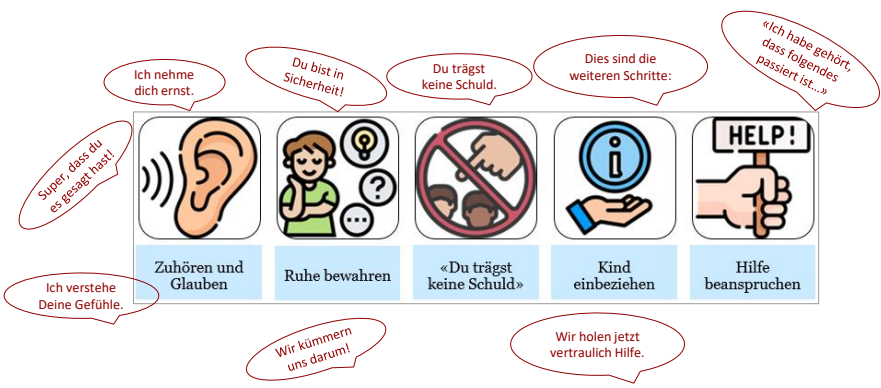 Ich nehme
dich ernst.
Du bist in
Sicherheit!
Du trägst
keine Schuld.
Dies sind die
weiteren Schritte:
«Ich habe gehört,
dass folgendes
passiert ist...»
Super, dass du
es gesagt hast!
HELP!
Zuhören und
Glauben
Ruhe bewahren
«Du trägst
keine Schuld»
Kind
einbeziehen
Hilfe
beanspruchen
Ich verstehe
Deine Gefühle.
Wir kümmern
uns darum!
Wir holen jetzt
vertraulich Hilfe.